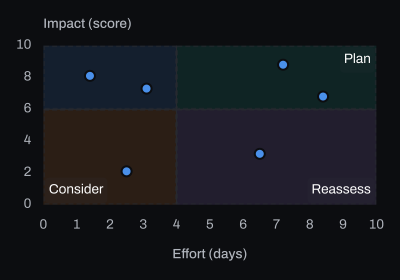 Impact (score)
10
Plan
8
6
4
2
Consider
Reassess
0
0 1 2 3 4 5 6 7 8 9 10
Effort (days)